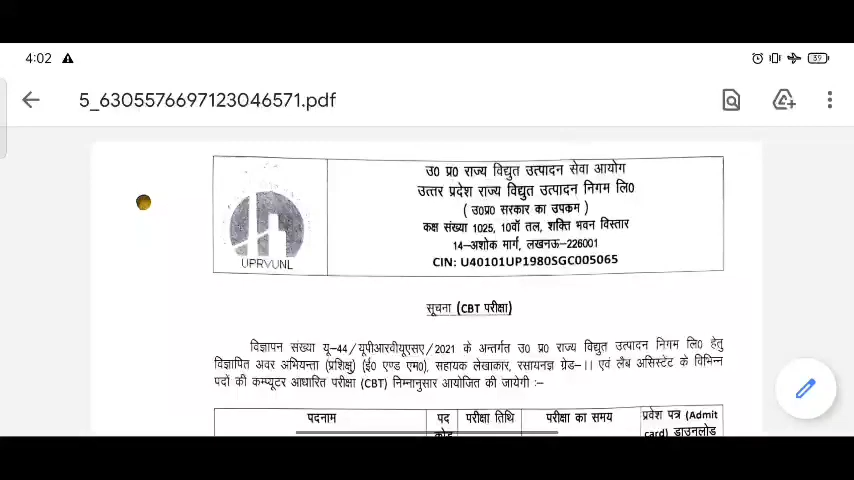 4:02
39
5_6305576697123046571.pdf
उ0 प्र0 राज्य विद्युत उत्पादन सेवा आयोग
उत्तर प्रदेश राज्य विद्युत उत्पादन निगम लि0
( उ0प्र0 सरकार का उपकम )
कक्ष संख्या 1025, 10वॉ तल, शक्ति भवन विस्तार
14–अशोक मार्ग, लखनऊ–226001
CIN: U40101UP1980SGC005065
UPRVUNL
सूचना (CBT परीक्षा)
विज्ञापन संख्या यू–44/यूपीआरवीयूएसए/2021 के अन्तर्गत उ0 प्र0 राज्य विद्युत उत्पादन निगम लि0 हेतु
विज्ञापित अवर अभियन्ता (प्रशिक्षु) (ई0 एण्ड एम0), सहायक लेखाकार, रसायनज्ञ ग्रेड–II एवं लैब असिस्टेंट के विभिन्न
पदों की कम्प्यूटर आधारित परीक्षा (CBT) निम्नानुसार आयोजित की जायेगी :–
पदनाम पद परीक्षा तिथि परीक्षा का समय प्रवेश पत्र (Admit
कोड card) डाउनलोड